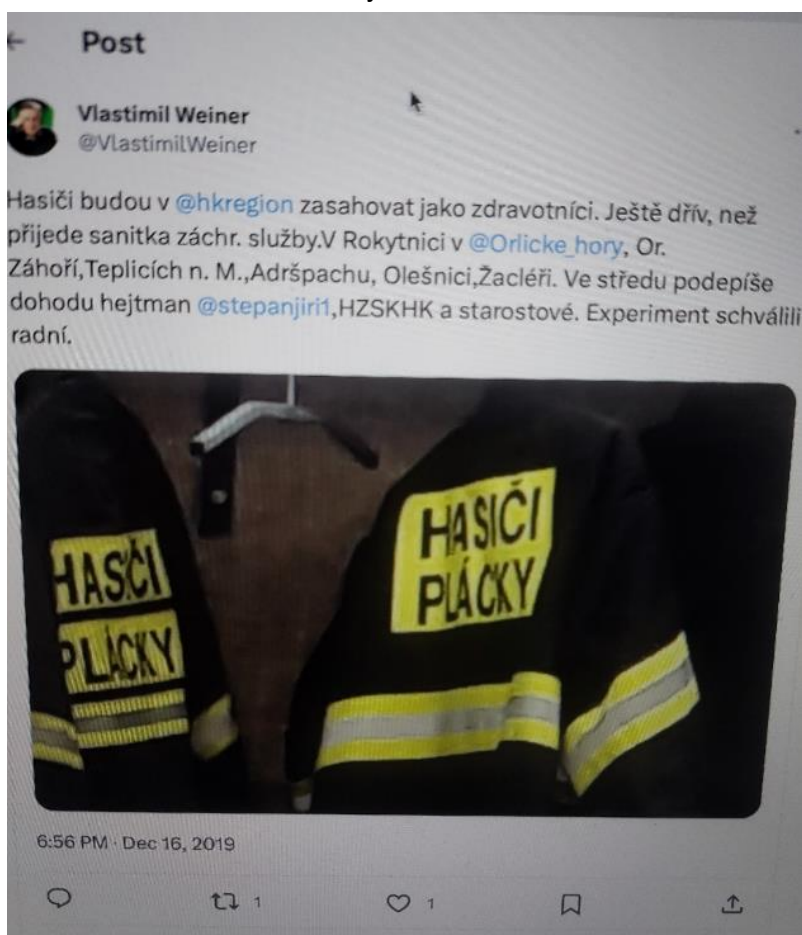 Post
Vlastimil Weiner
@VlastimilWeiner
Hasiči budou v @hkregion zasahovat jako zdravotníci. Ještě dřív, než
přijede sanitka záchr. služby.V Rokytnici v @Orlicke_hory, Or.
Záhoří,Teplicích n. M.,Adršpachu, Olešnici,Žacléři. Ve středu podepíše
dohodu hejtman @stepanjiri1,HZSKHK a starostové. Experiment schválili
radní.
HASIČI
PLÁCKY
HASIČI
PLÁCKY
6:56 PM · Dec 16, 2019
1
1